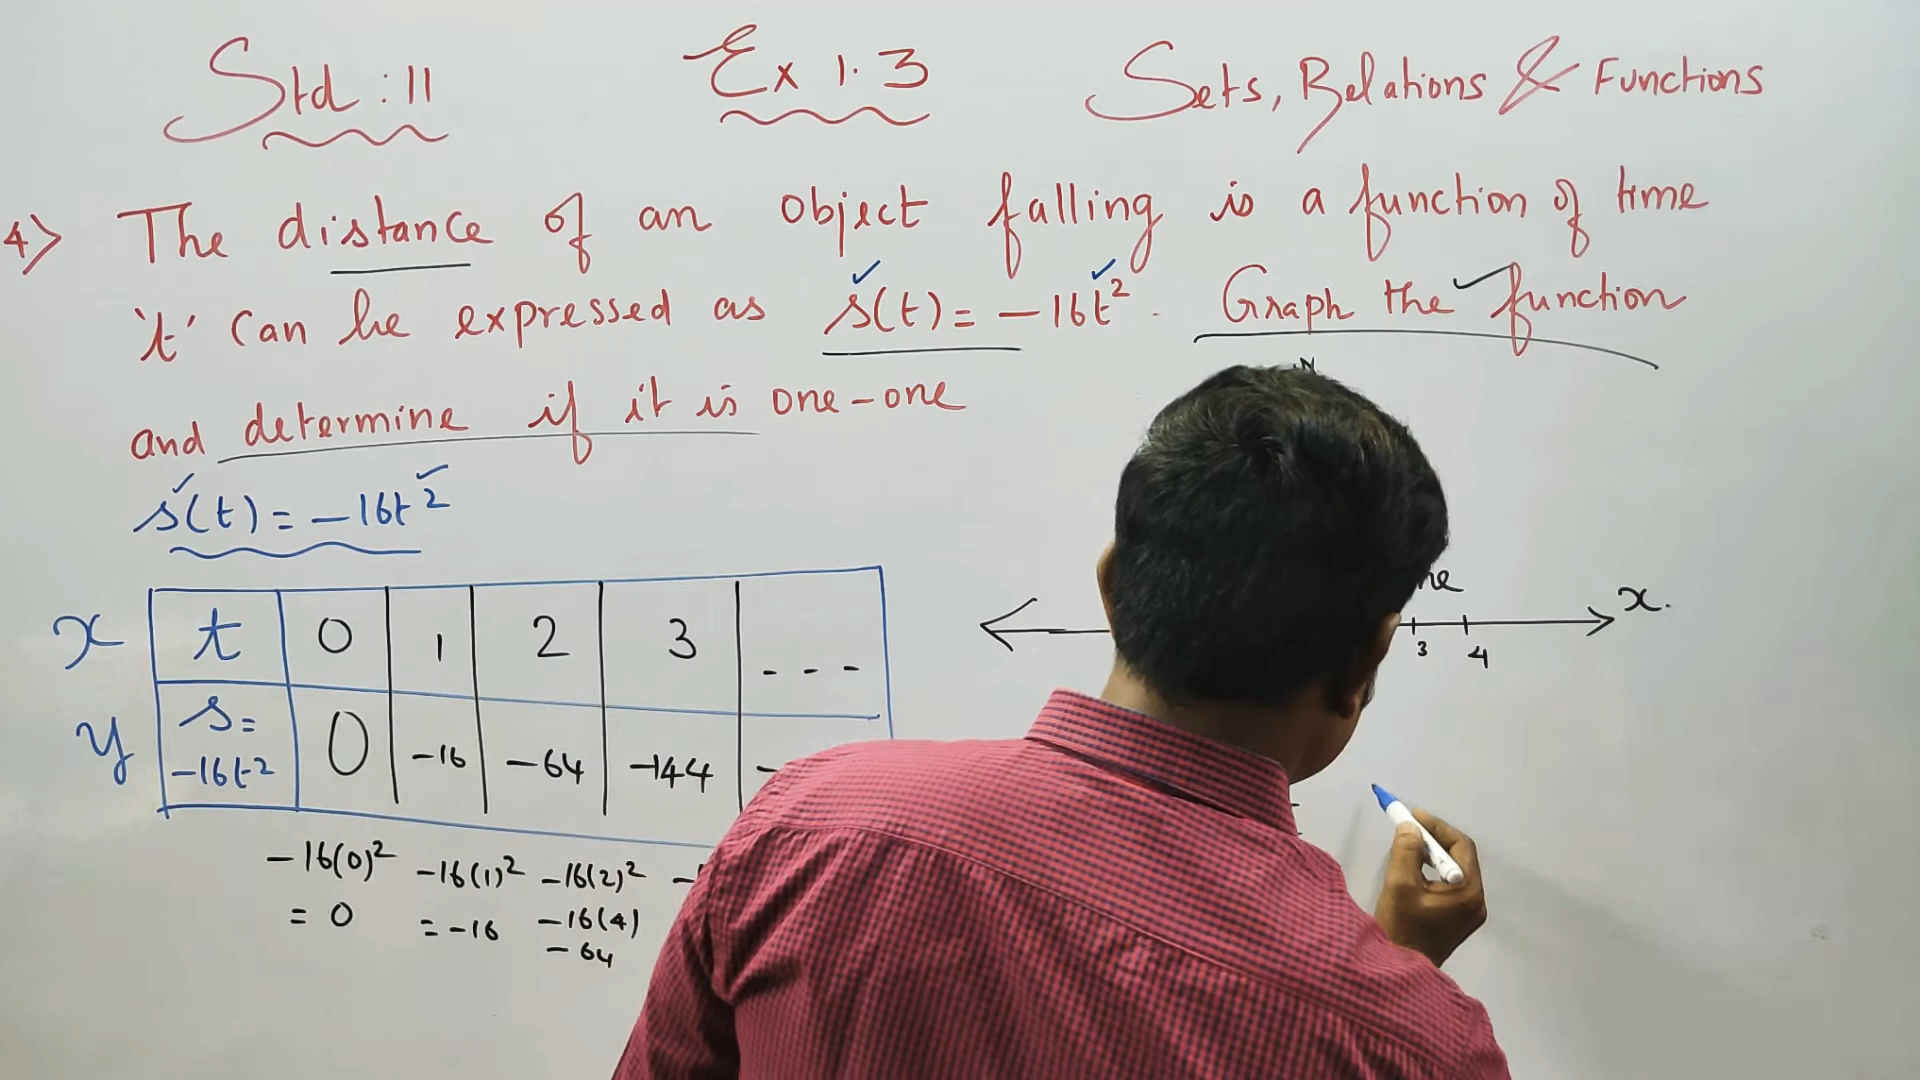 Std : 11 Ex 1.3 Sets, Relations & Functions
4) The distance of an object falling is a function of time
't' can be expressed as s(t) = -16t². Graph the function
and determine if it is one-one
s(t) = -16t²
x t 0 1 2 3 - - -
y s = -16t² 0 -16 -64 -144
-16(0)² -16(1)² -16(2)²
= 0 = -16 -16(4)
-64
x.
3 4